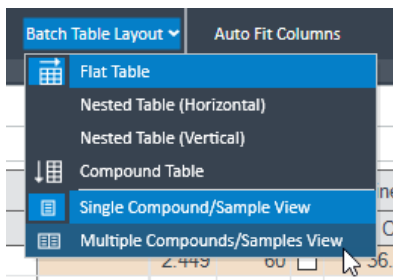 Batch Table Layout Auto Fit Columns
Flat Table
Nested Table (Horizontal)
Nested Table (Vertical)
Compound Table
Single Compound/Sample View
Multiple Compounds/Samples View
2.449 60 36.